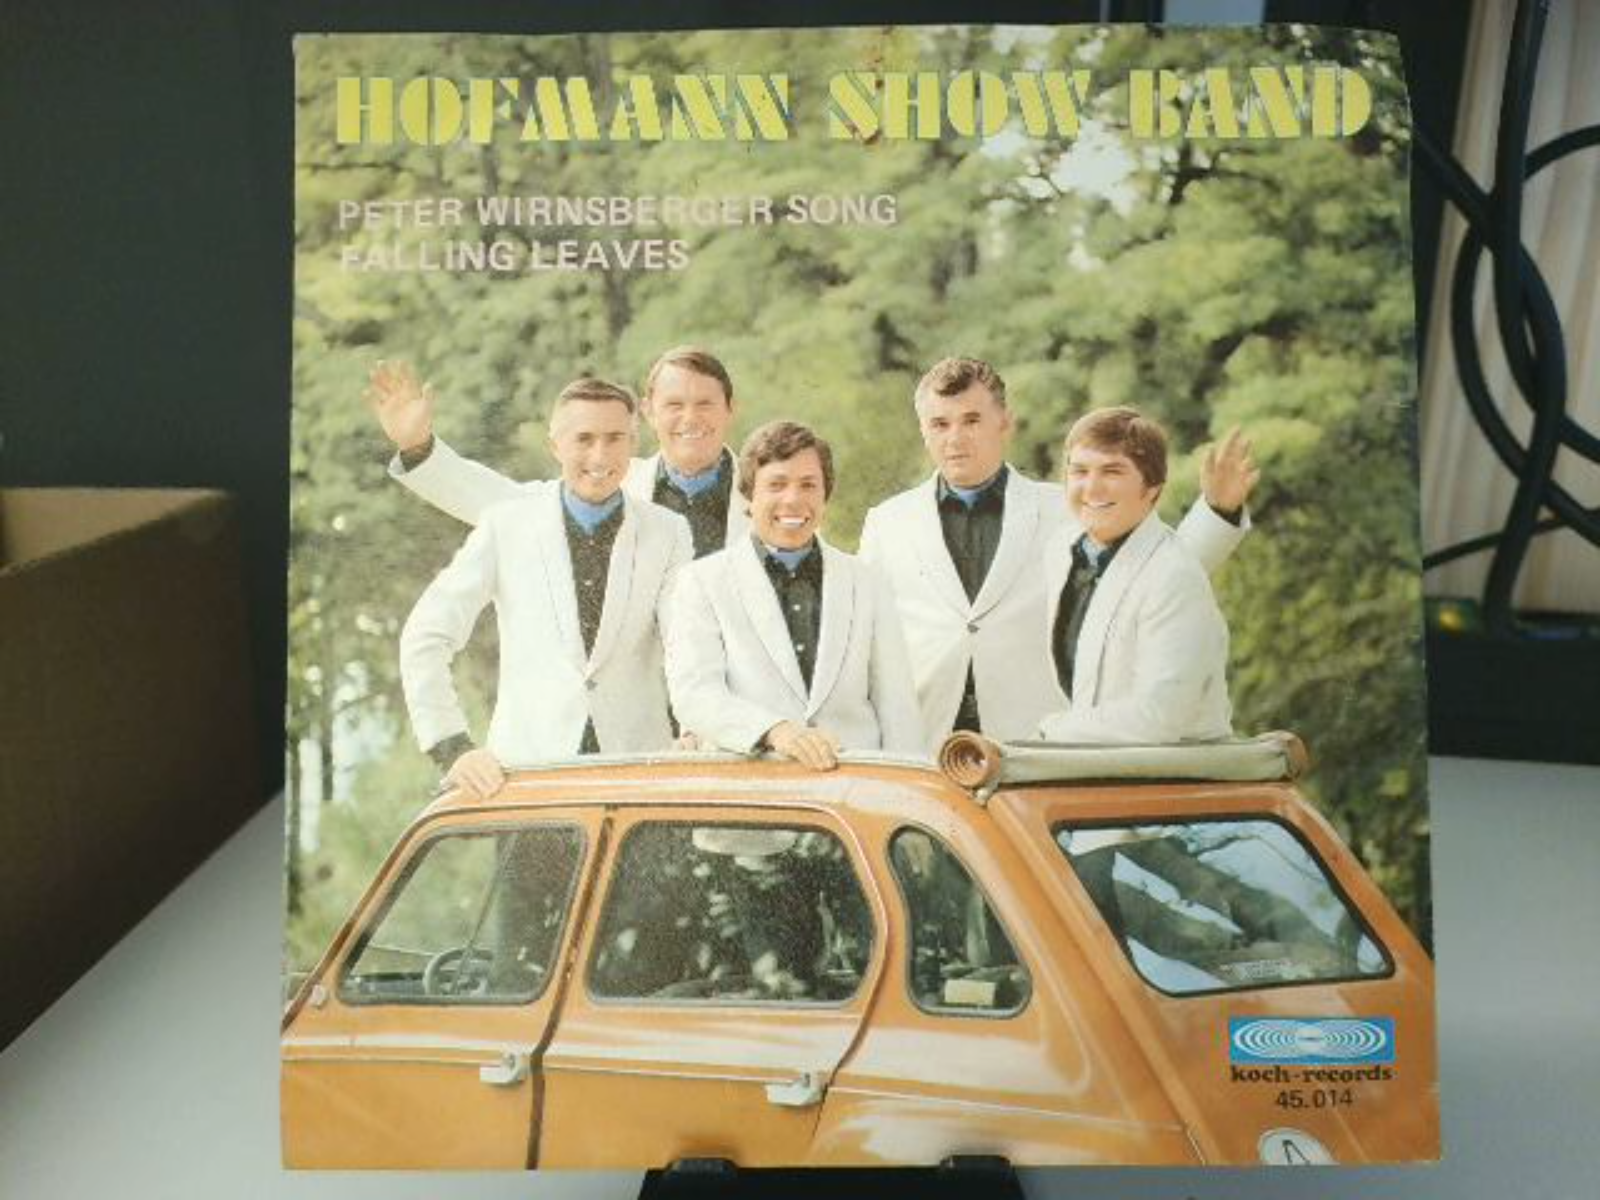 HOFMANN SHOW BAND
PETER WIRNSBERGER SONG
FALLING LEAVES
koch-records
45.014
A